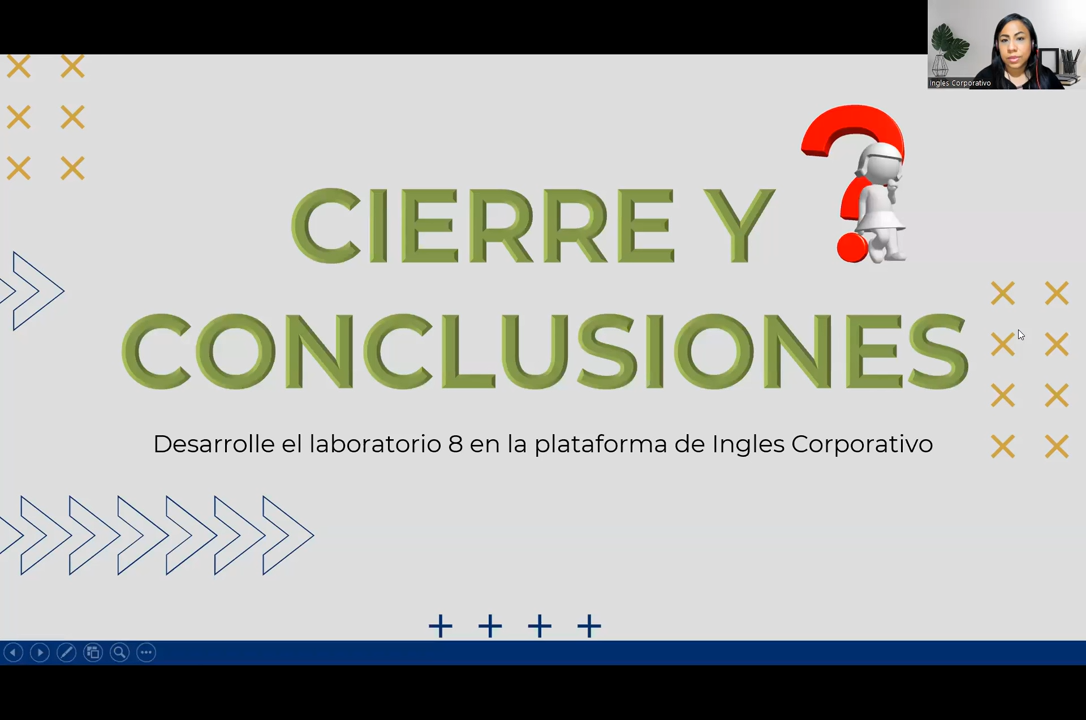 Ingles Corporativo
CIERRE Y
CONCLUSIONES
Desarrolle el laboratorio 8 en la plataforma de Ingles Corporativo